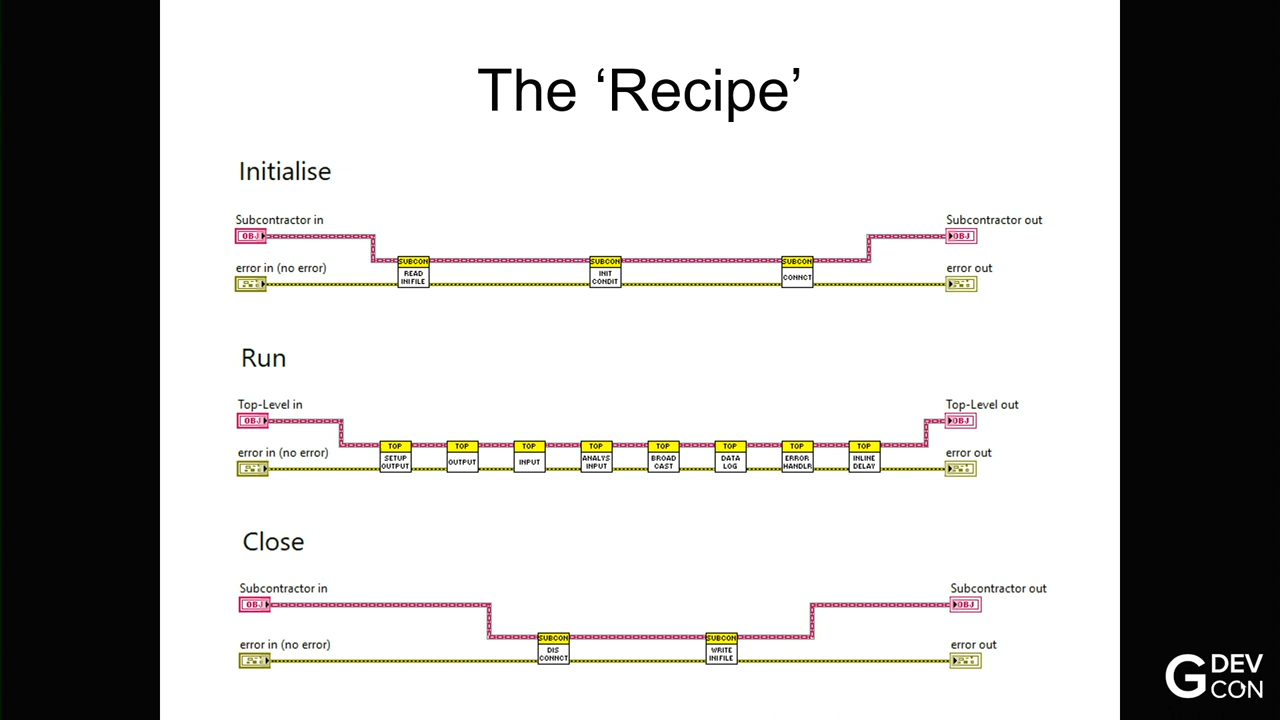 The ‘Recipe’
Initialise
Subcontractor in
Subcontractor out
OBJ
OBJ
error in (no error)
error out
SUBCON
READ
INIFILE
SUBCON
INIT
CONDIT
SUBCON
CONNCT
Run
Top-Level in
Top-Level out
OBJ
OBJ
error in (no error)
error out
TOP
SETUP
OUTPUT
TOP
OUTPUT
TOP
INPUT
TOP
ANALYS
INPUT
TOP
BROAD
CAST
TOP
DATA
LOG
TOP
ERROR
HANDLR
TOP
INLINE
DELAY
Close
Subcontractor in
Subcontractor out
OBJ
OBJ
error in (no error)
error out
SUBCON
DIS
CONNCT
SUBCON
WRITE
INIFILE
G DEV
CON